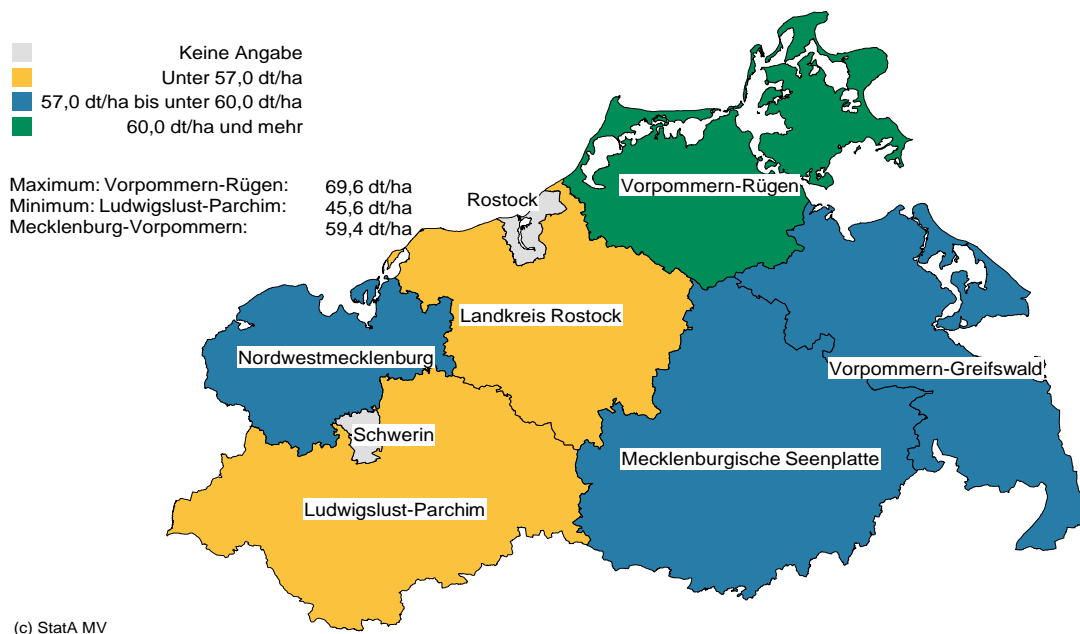 Keine Angabe
Unter 57,0 dt/ha
57,0 dt/ha bis unter 60,0 dt/ha
60,0 dt/ha und mehr
Maximum: Vorpommern-Rügen: 69,6 dt/ha
Minimum: Ludwigslust-Parchim: 45,6 dt/ha
Mecklenburg-Vorpommern: 59,4 dt/ha
Vorpommern-Rügen
Rostock
Landkreis Rostock
Nordwestmecklenburg
Vorpommern-Greifswald
Schwerin
Mecklenburgische Seenplatte
Ludwigslust-Parchim
(c) StatA MV